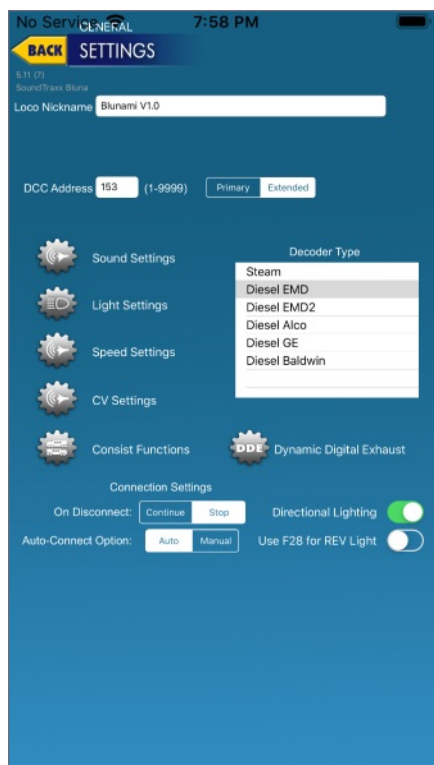 No Service 7:58 PM
GENERAL
BACK SETTINGS
5.11 (7)
SoundTraxx Bluna
Loco Nickname Blunami V1.0
DCC Address 153 (1-9999) Primary Extended
Sound Settings
Light Settings
Speed Settings
CV Settings
Consist Functions
Decoder Type
Steam
Diesel EMD
Diesel EMD2
Diesel Alco
Diesel GE
Diesel Baldwin
DDE Dynamic Digital Exhaust
Connection Settings
On Disconnect: Continue Stop Directional Lighting
Auto-Connect Option: Auto Manual Use F28 for REV Light